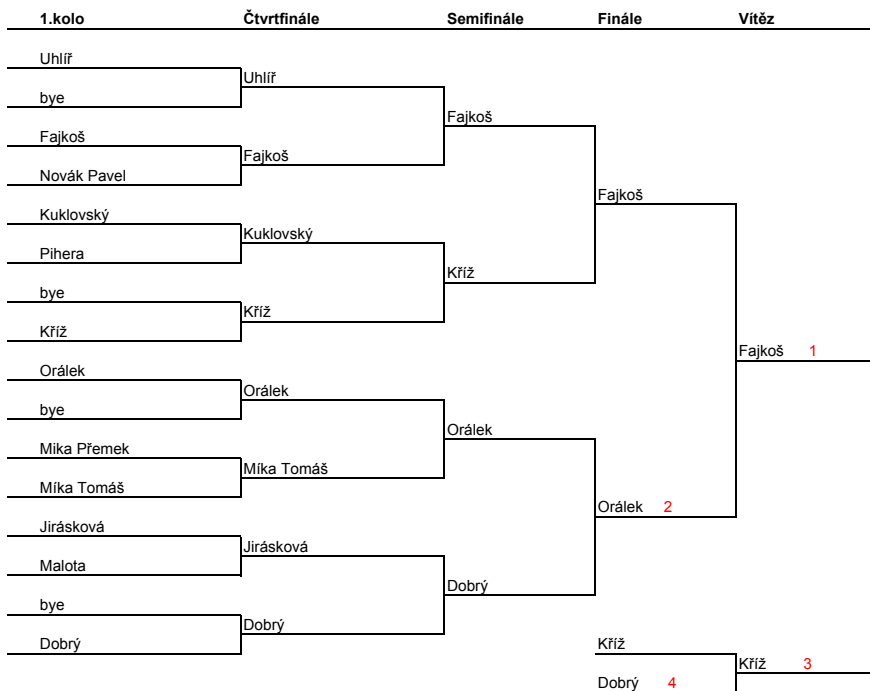 1.kolo Čtvrtfinále Semifinále Finále Vítěz
Uhlíř
Uhlíř
bye
Fajkoš
Fajkoš
Fajkoš
Novák Pavel
Fajkoš
Kuklovský
Kuklovský
Pihera
Kříž
bye
Kříž
Kříž
Fajkoš 1
Orálek
Orálek
bye
Orálek
Mika Přemek
Míka Tomáš
Míka Tomáš
Orálek 2
Jirásková
Jirásková
Malota
Dobrý
bye
Dobrý
Dobrý Kříž
Kříž 3
Dobrý 4